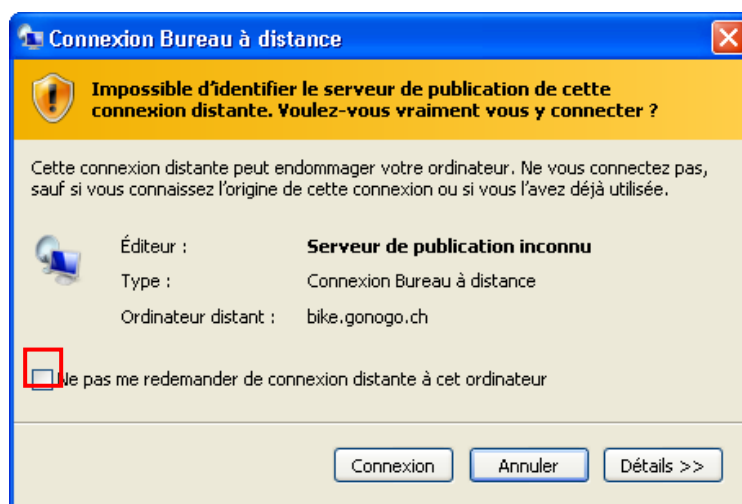 Connexion Bureau à distance
Impossible d'identifier le serveur de publication de cette
connexion distante. Voulez-vous vraiment vous y connecter ?
Cette connexion distante peut endommager votre ordinateur. Ne vous connectez pas,
sauf si vous connaissez l'origine de cette connexion ou si vous l'avez déjà utilisée.
Éditeur : Serveur de publication inconnu
Type : Connexion Bureau à distance
Ordinateur distant : bike.gonogo.ch
Ne pas me redemander de connexion distante à cet ordinateur
Connexion Annuler Détails >>